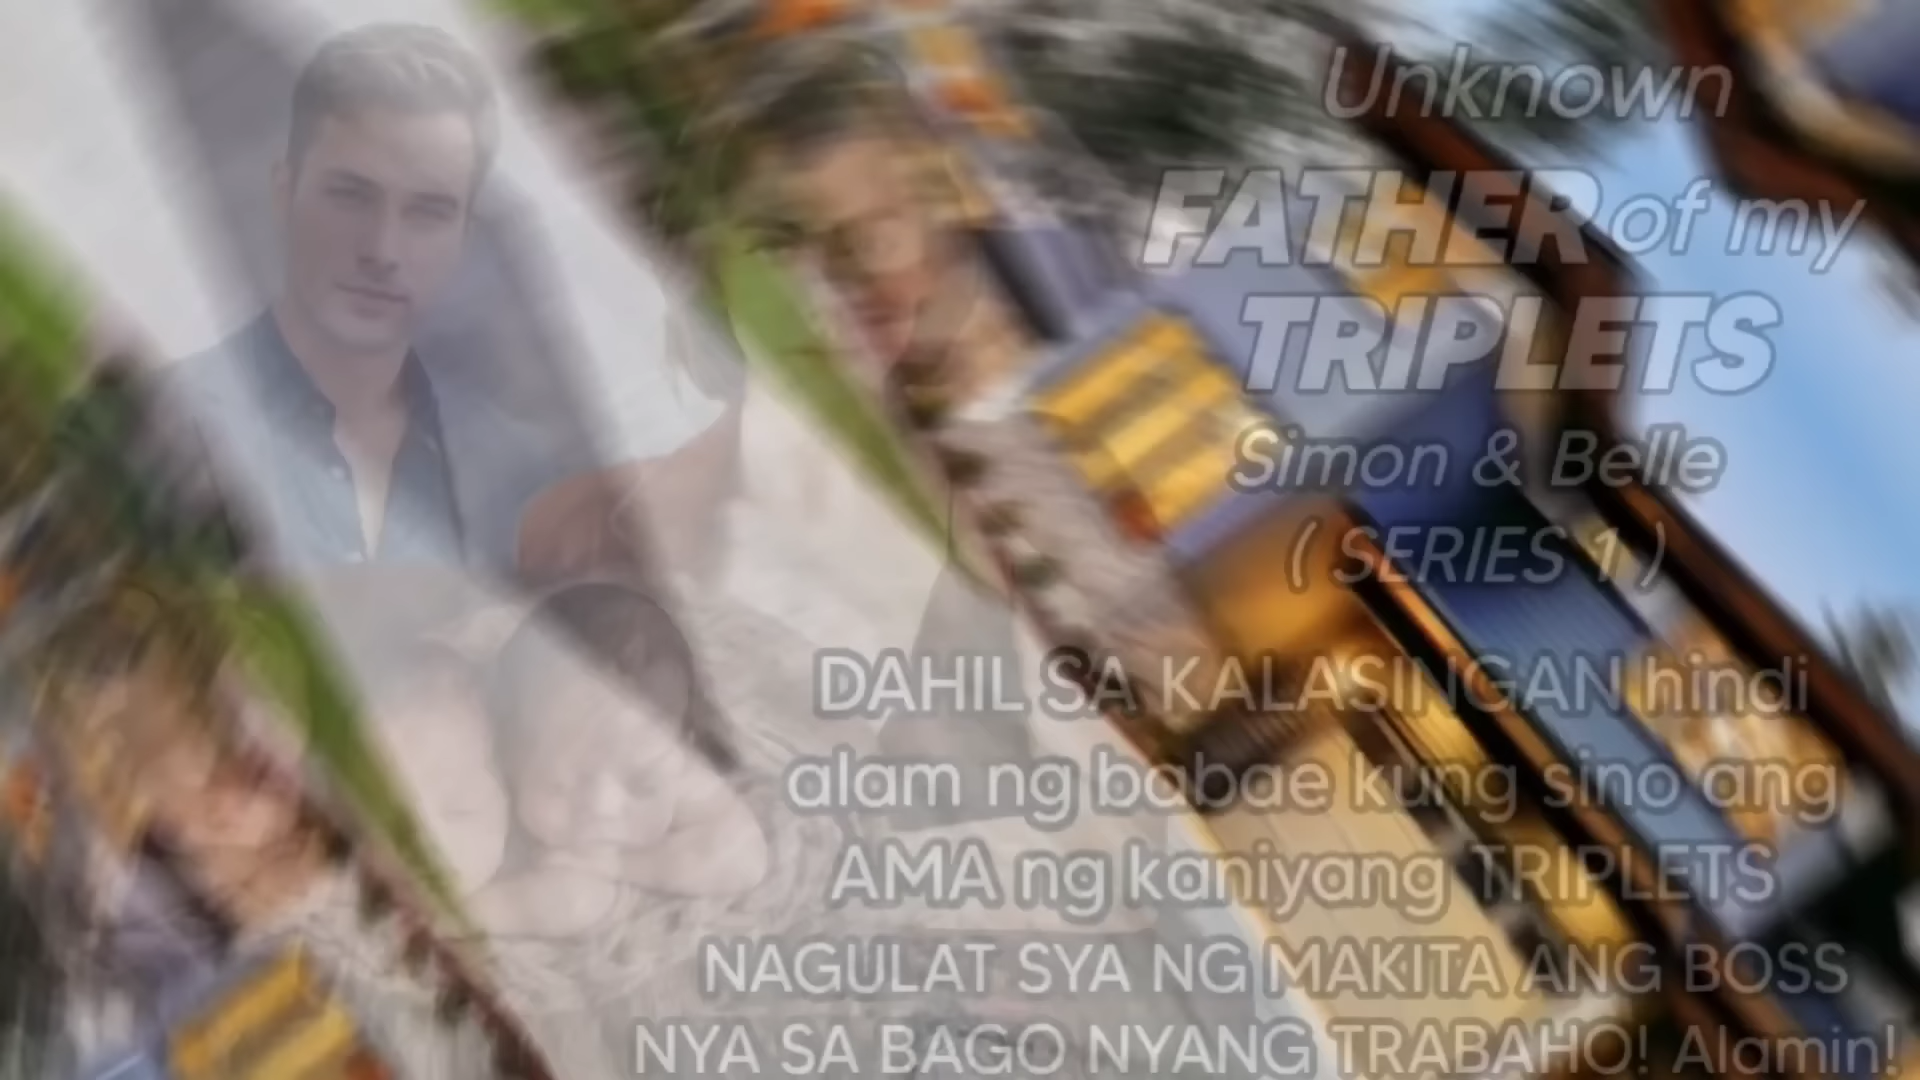 Unknown
FATHER of my
TRIPLETS
Simon & Belle
( SERIES 1 )
DAHIL SA KALASINGAN hindi
alam ng babae kung sino ang
AMA ng kaniyang TRIPLETS
NAGULAT SYA NG MAKITA ANG BOSS
NYA SA BAGO NYANG TRABAHO! Alamin!